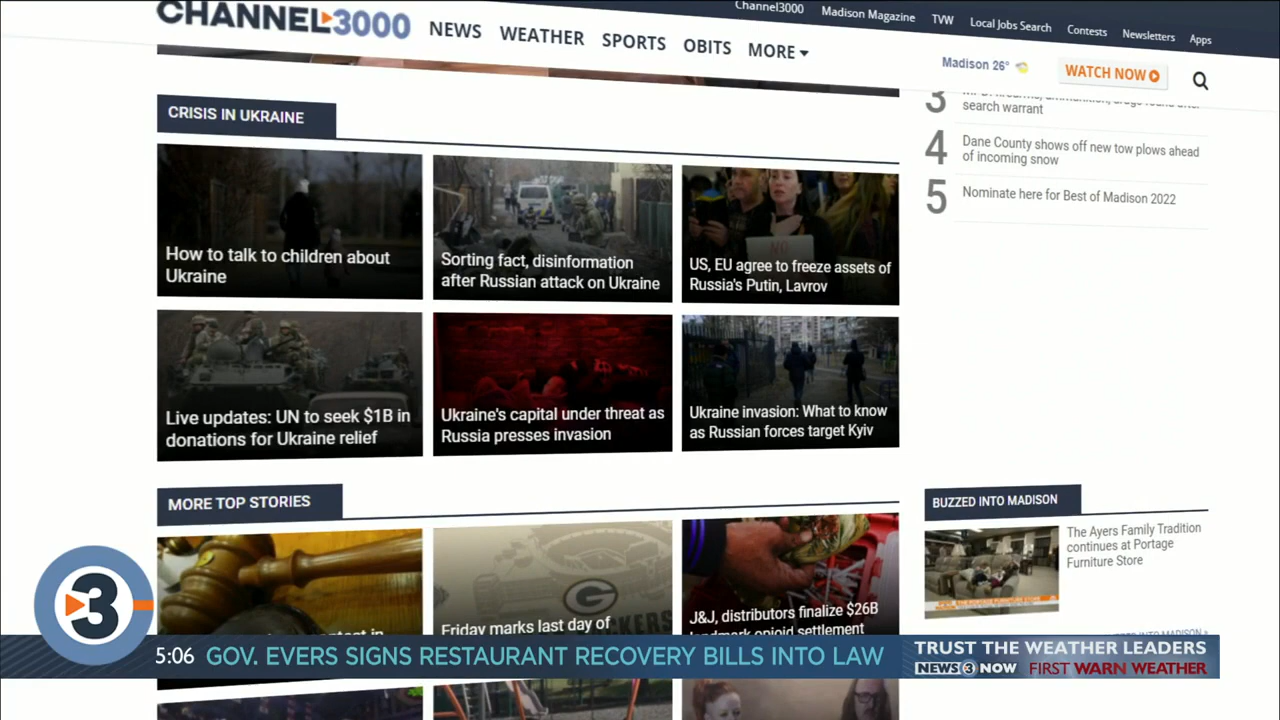 Channel3000 Madison Magazine TVW Local Jobs Search Contests Newsletters Apps
CHANNEL3000 NEWS WEATHER SPORTS OBITS MORE
Madison 26° WATCH NOW
CRISIS IN UKRAINE
How to talk to children about
Ukraine
Sorting fact, disinformation
after Russian attack on Ukraine
NO
US, EU agree to freeze assets of
Russia's Putin, Lavrov
Live updates: UN to seek $1B in
donations for Ukraine relief
Ukraine's capital under threat as
Russia presses invasion
Ukraine invasion: What to know
as Russian forces target Kyiv
3
search warrant
4 Dane County shows off new tow plows ahead
of incoming snow
5 Nominate here for Best of Madison 2022
MORE TOP STORIES
G
PACKERS
Friday marks last day of
J&J, distributors finalize $26B
landmark opioid settlement
BUZZED INTO MADISON
The Ayers Family Tradition
continues at Portage
Furniture Store
3
5:06 GOV. EVERS SIGNS RESTAURANT RECOVERY BILLS INTO LAW
TRUST THE WEATHER LEADERS
NEWS 3 NOW FIRST WARN WEATHER